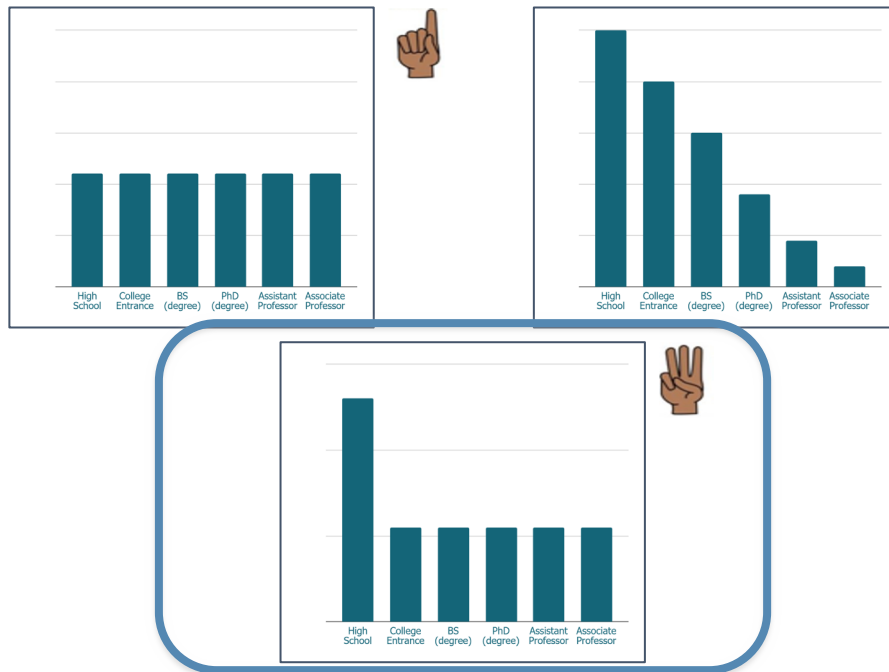 High College BS PhD Assistant Associate
School Entrance (degree) (degree) Professor Professor
High College BS PhD Assistant Associate
School Entrance (degree) (degree) Professor Professor
High College BS PhD Assistant Associate
School Entrance (degree) (degree) Professor Professor